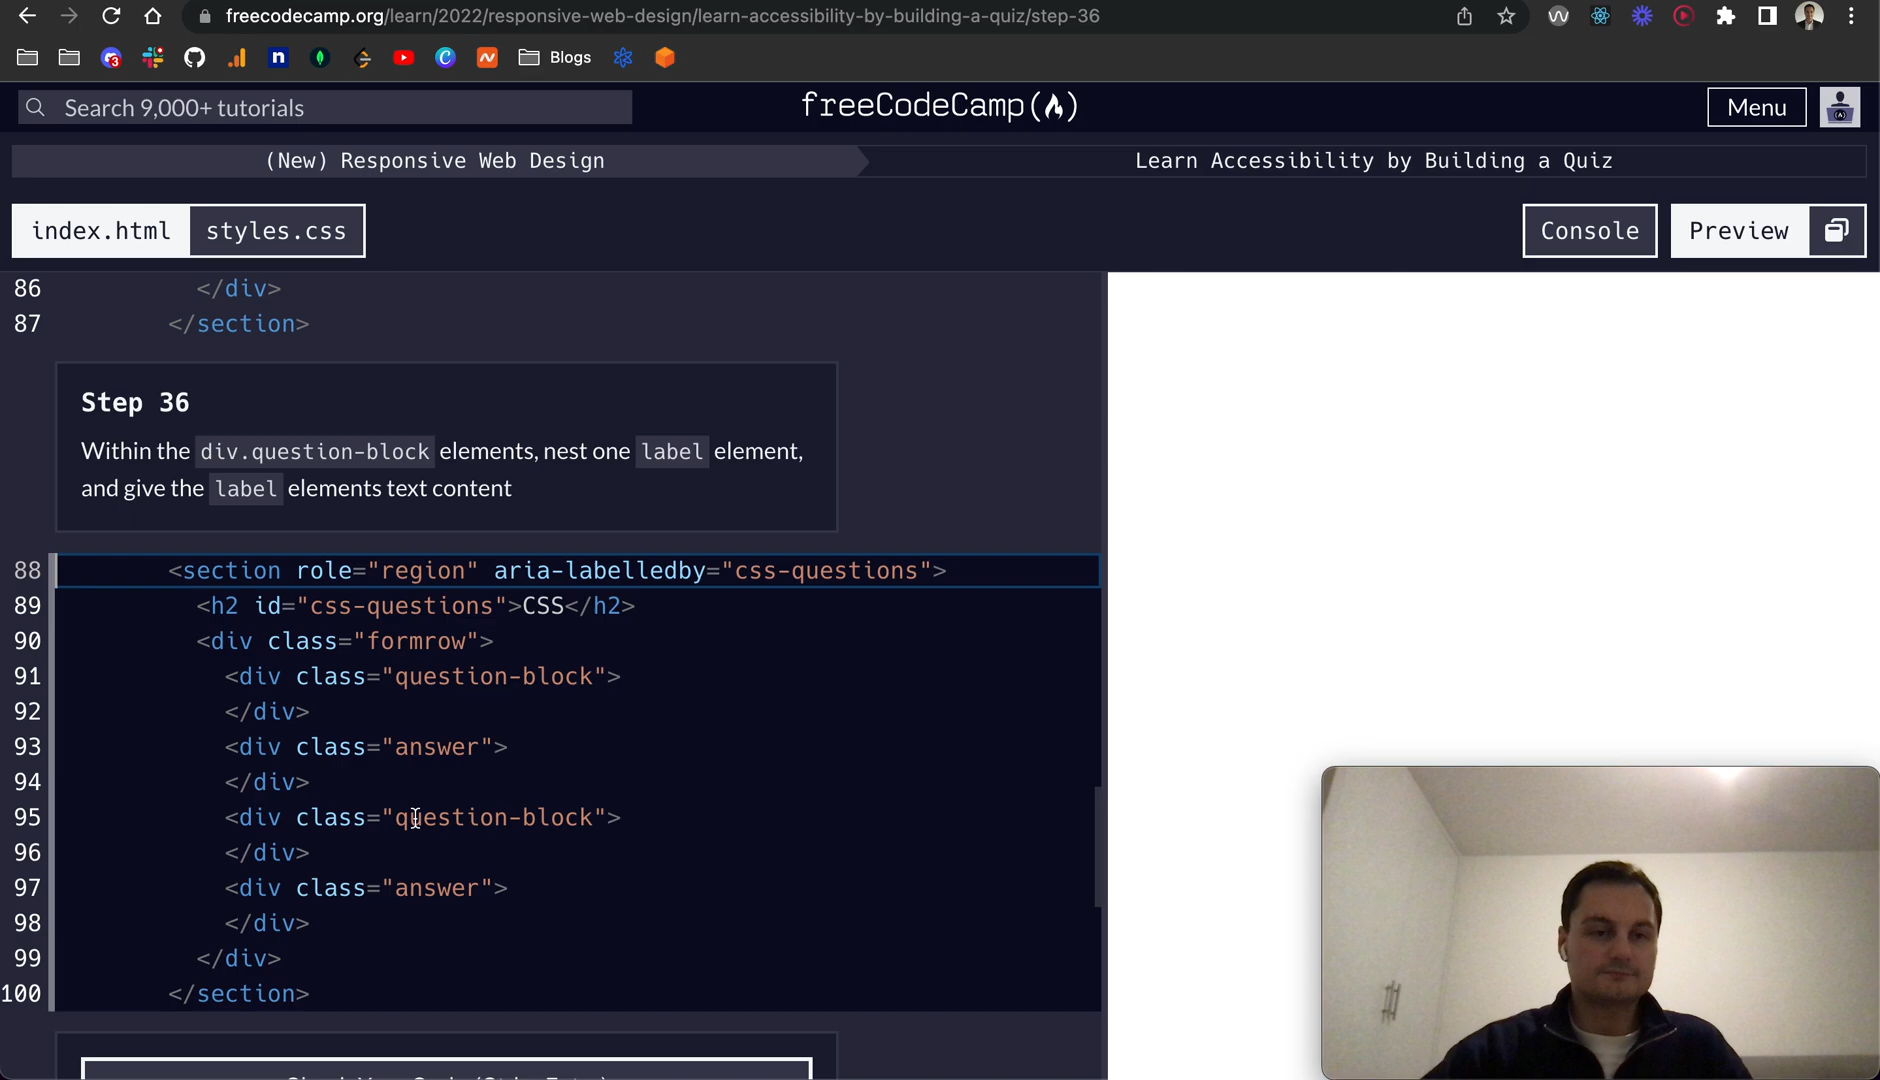 freecodecamp.org/learn/2022/responsive-web-design/learn-accessibility-by-building-a-quiz/step-36
3
n
Blogs
Search 9,000+ tutorials
freeCodeCamp
Menu
(New) Responsive Web Design
Learn Accessibility by Building a Quiz
index.html
styles.css
Console
Preview
86 </div>
87 </section>
Step 36
Within the div.question-block elements, nest one label element,
and give the label elements text content
88 <section role="region" aria-labelledby="css-questions">
89 <h2 id="css-questions">CSS</h2>
90 <div class="formrow">
91 <div class="question-block">
92 </div>
93 <div class="answer">
94 </div>
95 <div class="question-block">
96 </div>
97 <div class="answer">
98 </div>
99 </div>
100 </section>